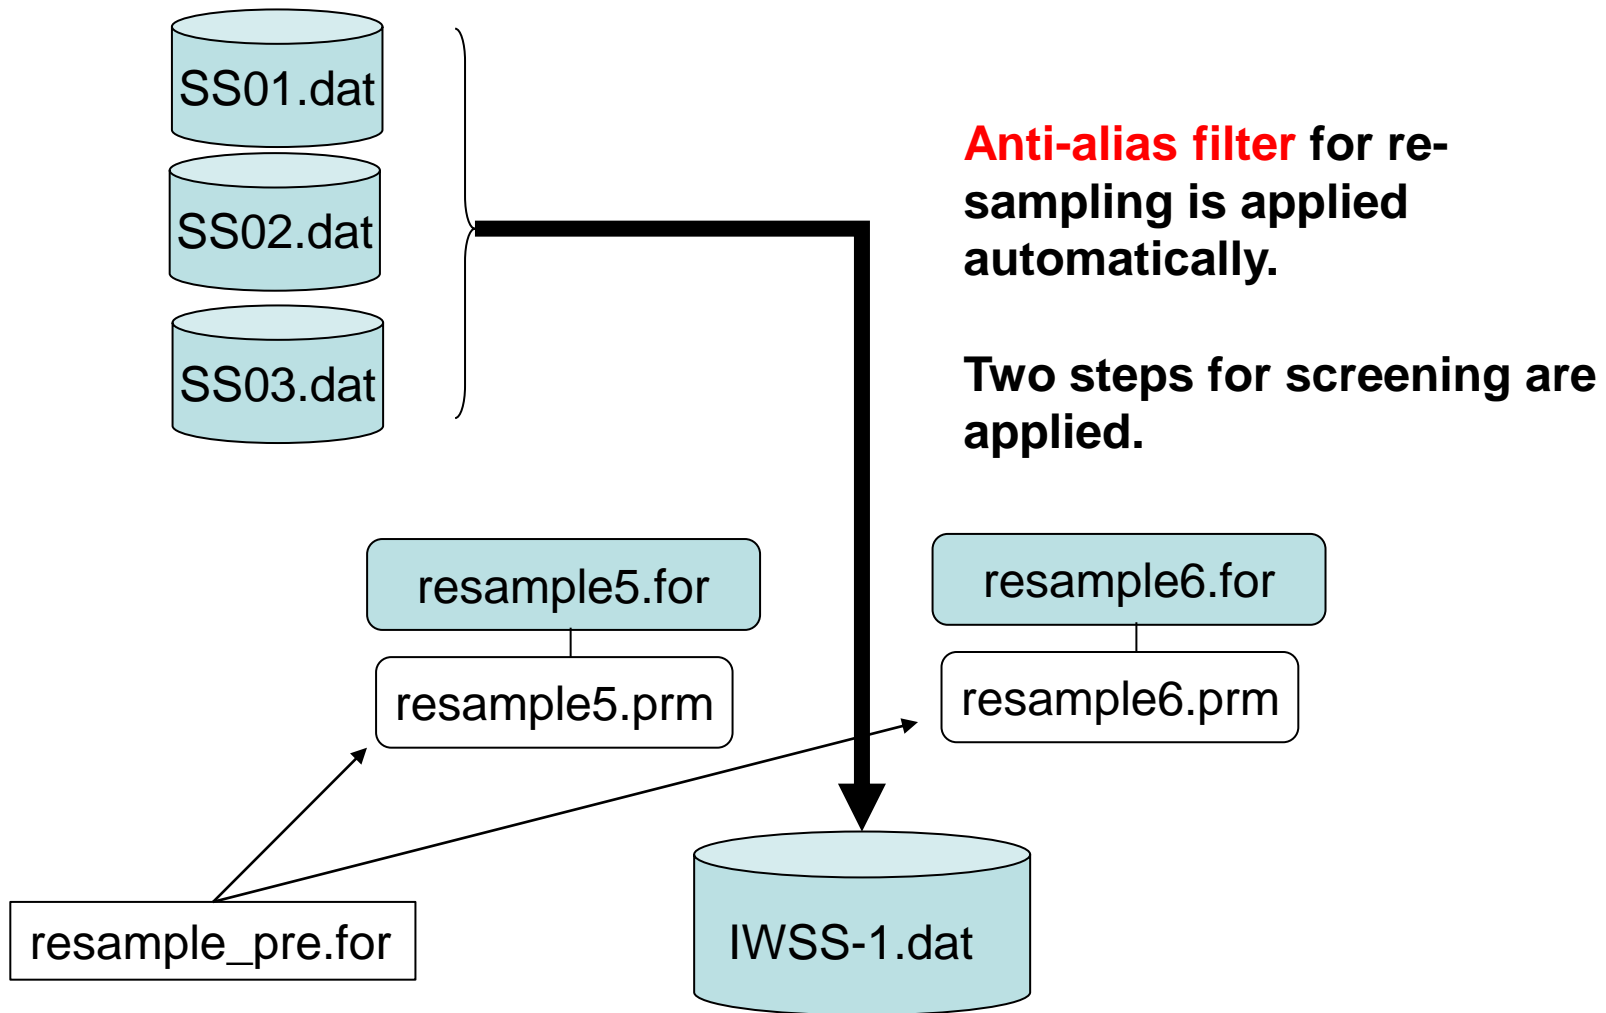 SS01.dat
SS02.dat
SS03.dat
Anti-alias filter for re-
sampling is applied
automatically.
Two steps for screening are
applied.
resample5.for
resample6.for
resample5.prm
resample6.prm
resample_pre.for
IWSS-1.dat